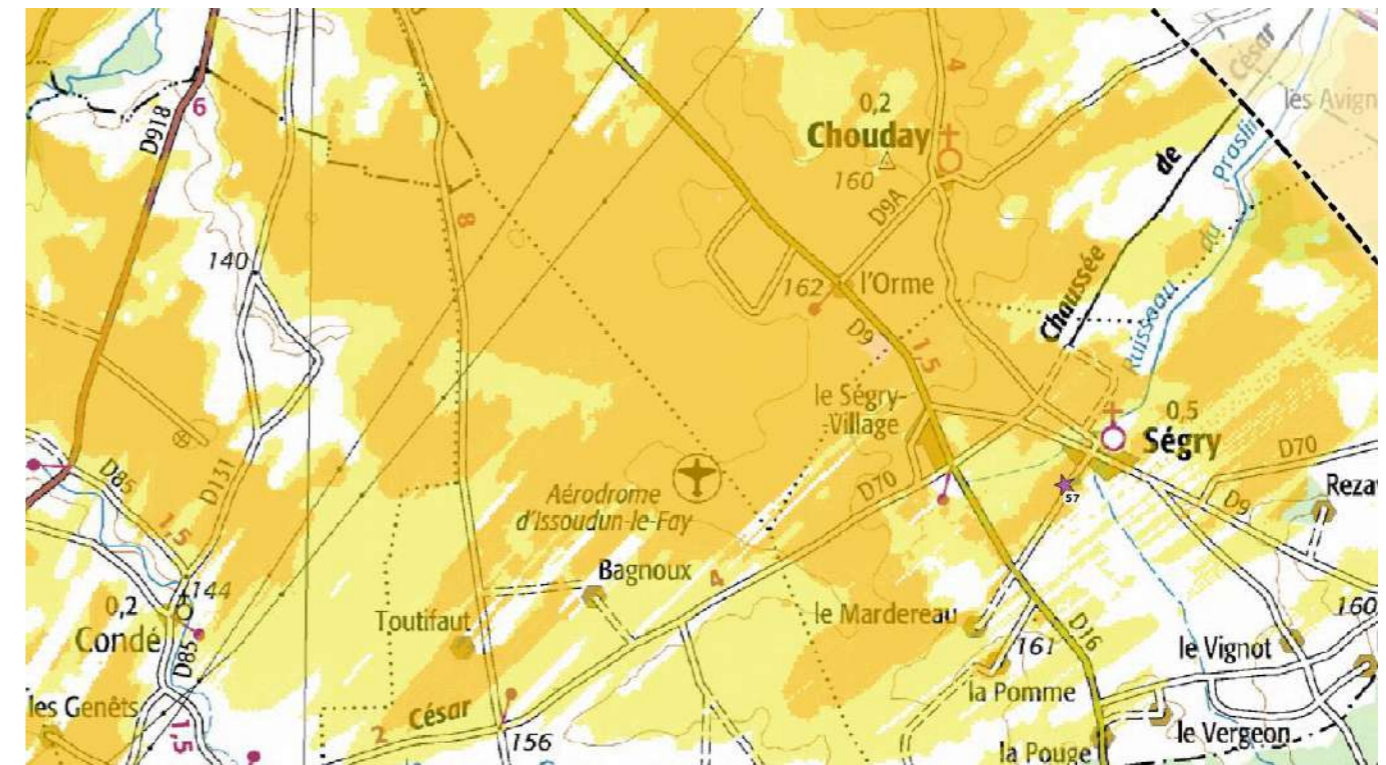 César
les Avign
6
4
0,2
Chouday
160
D918
de
Praslin
D9A
du
8
140
162
l'Orme
Chaussée
Ruisseau
D9
1,5
le Ségry-
Village
0,5
Ségry
D70
D85
D131
D70
Reza
57
D9
1,5
Aérodrome
d'Issoudun-le-Fay
Bagnoux
4
144
0,2
Condé
Toutifaut
le Mardereau
160
D16
D85
161
le Vignot
la Pomme
les Genêts
César
2
1,5
156
le Vergeon
la Pouge